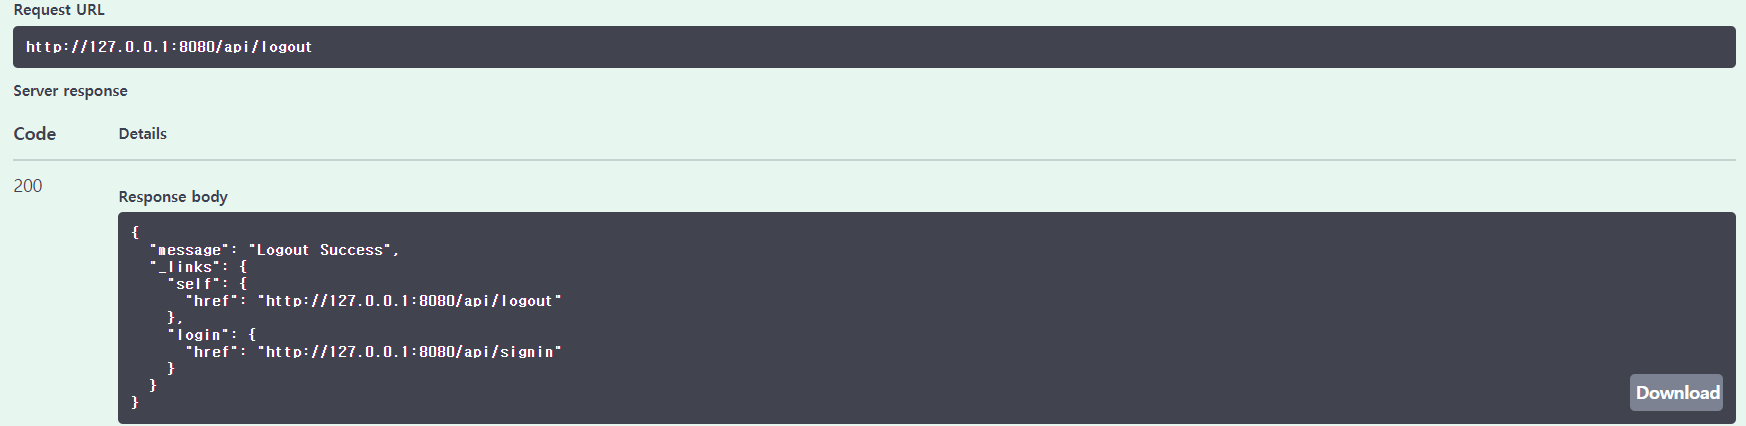 Request URL
http://127.0.0.1:8080/api/logout
Server response
Code Details
200
Response body
{
"message": "Logout Success",
"_links": {
"self": {
"href": "http://127.0.0.1:8080/api/logout"
},
"login": {
"href": "http://127.0.0.1:8080/api/signin"
}
}
}
Download